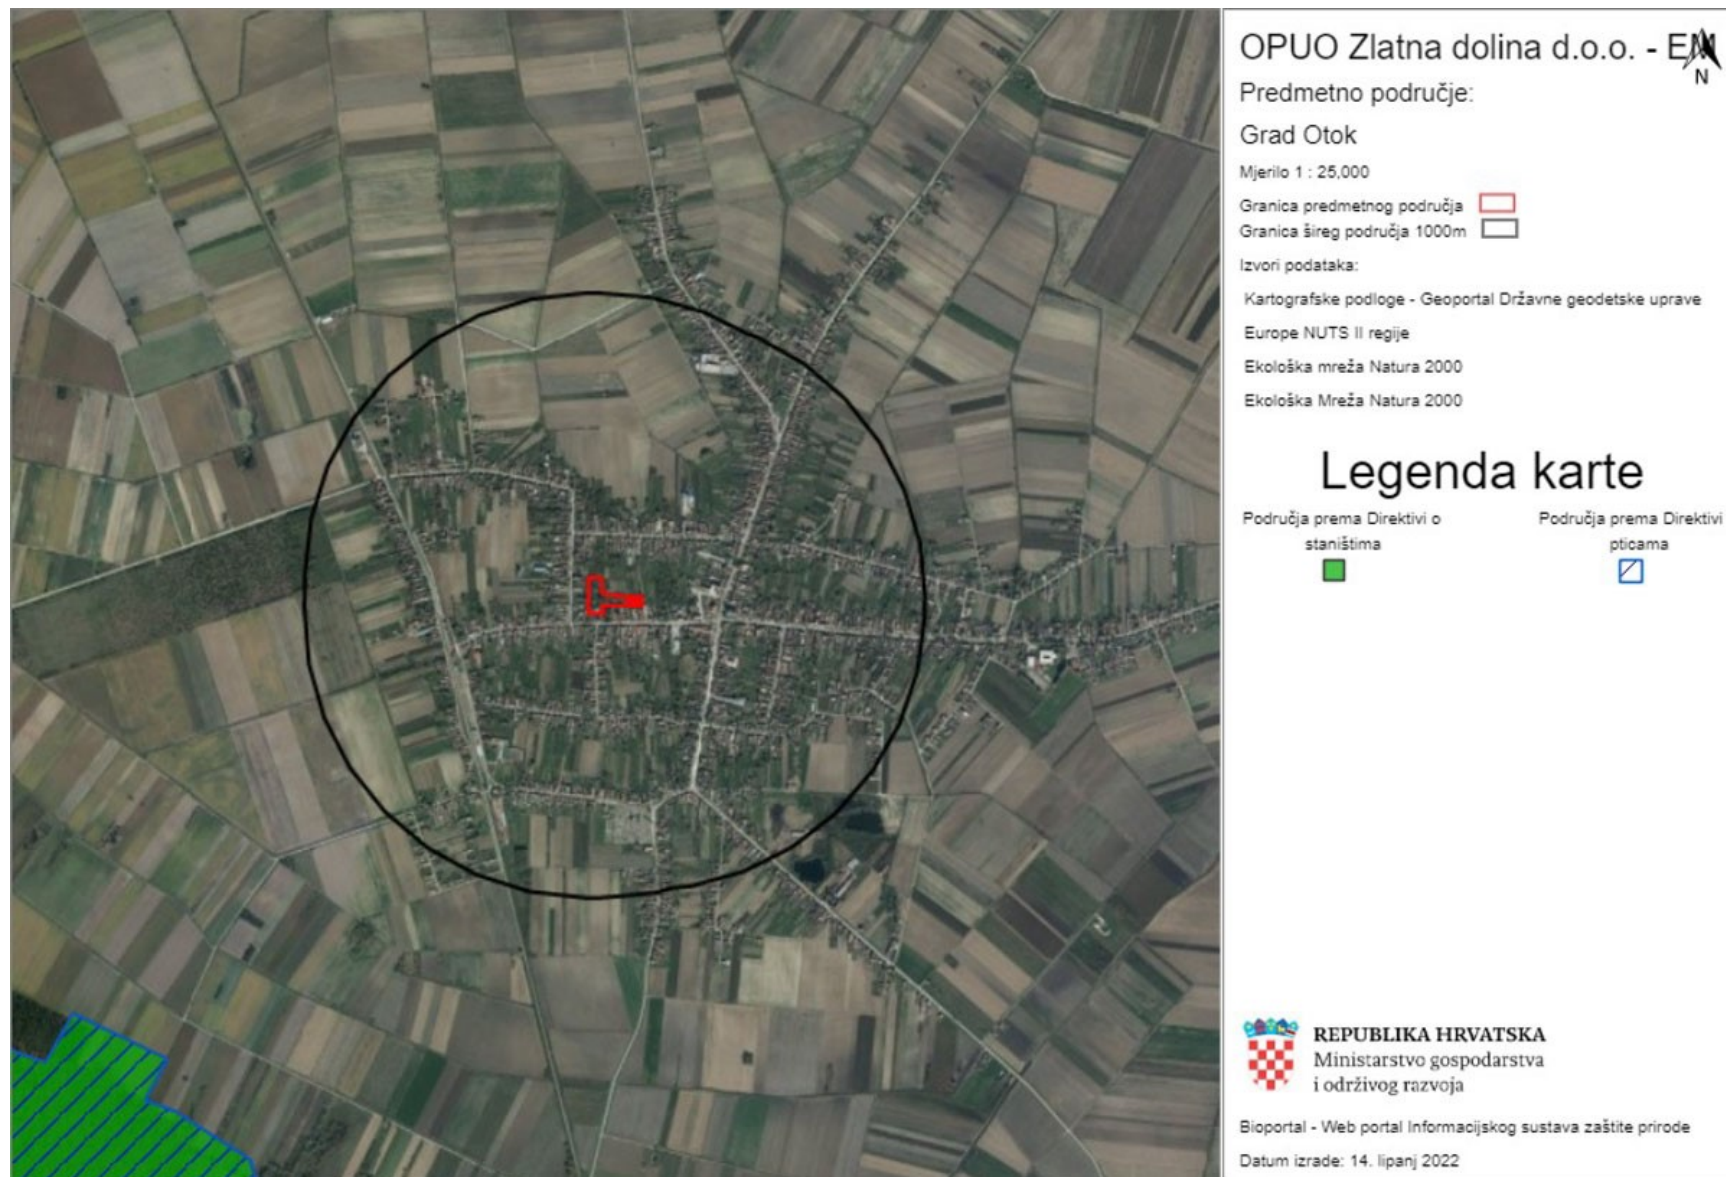 OPUO Zlatna dolina d.o.o. - EM
N
Predmetno područje:
Grad Otok
Mjerilo 1 : 25,000
Granica predmetnog područja
Granica šireg područja 1000m
Izvori podataka:
Kartografske podloge - Geoportal Državne geodetske uprave
Europe NUTS II regije
Ekološka mreža Natura 2000
Ekološka Mreža Natura 2000
Legenda karte
Područja prema Direktivi o
staništima
Područja prema Direktivi
pticama
REPUBLIKA HRVATSKA
Ministarstvo gospodarstva
i održivog razvoja
Bioportal - Web portal Informacijskog sustava zaštite prirode
Datum izrade: 14. lipanj 2022